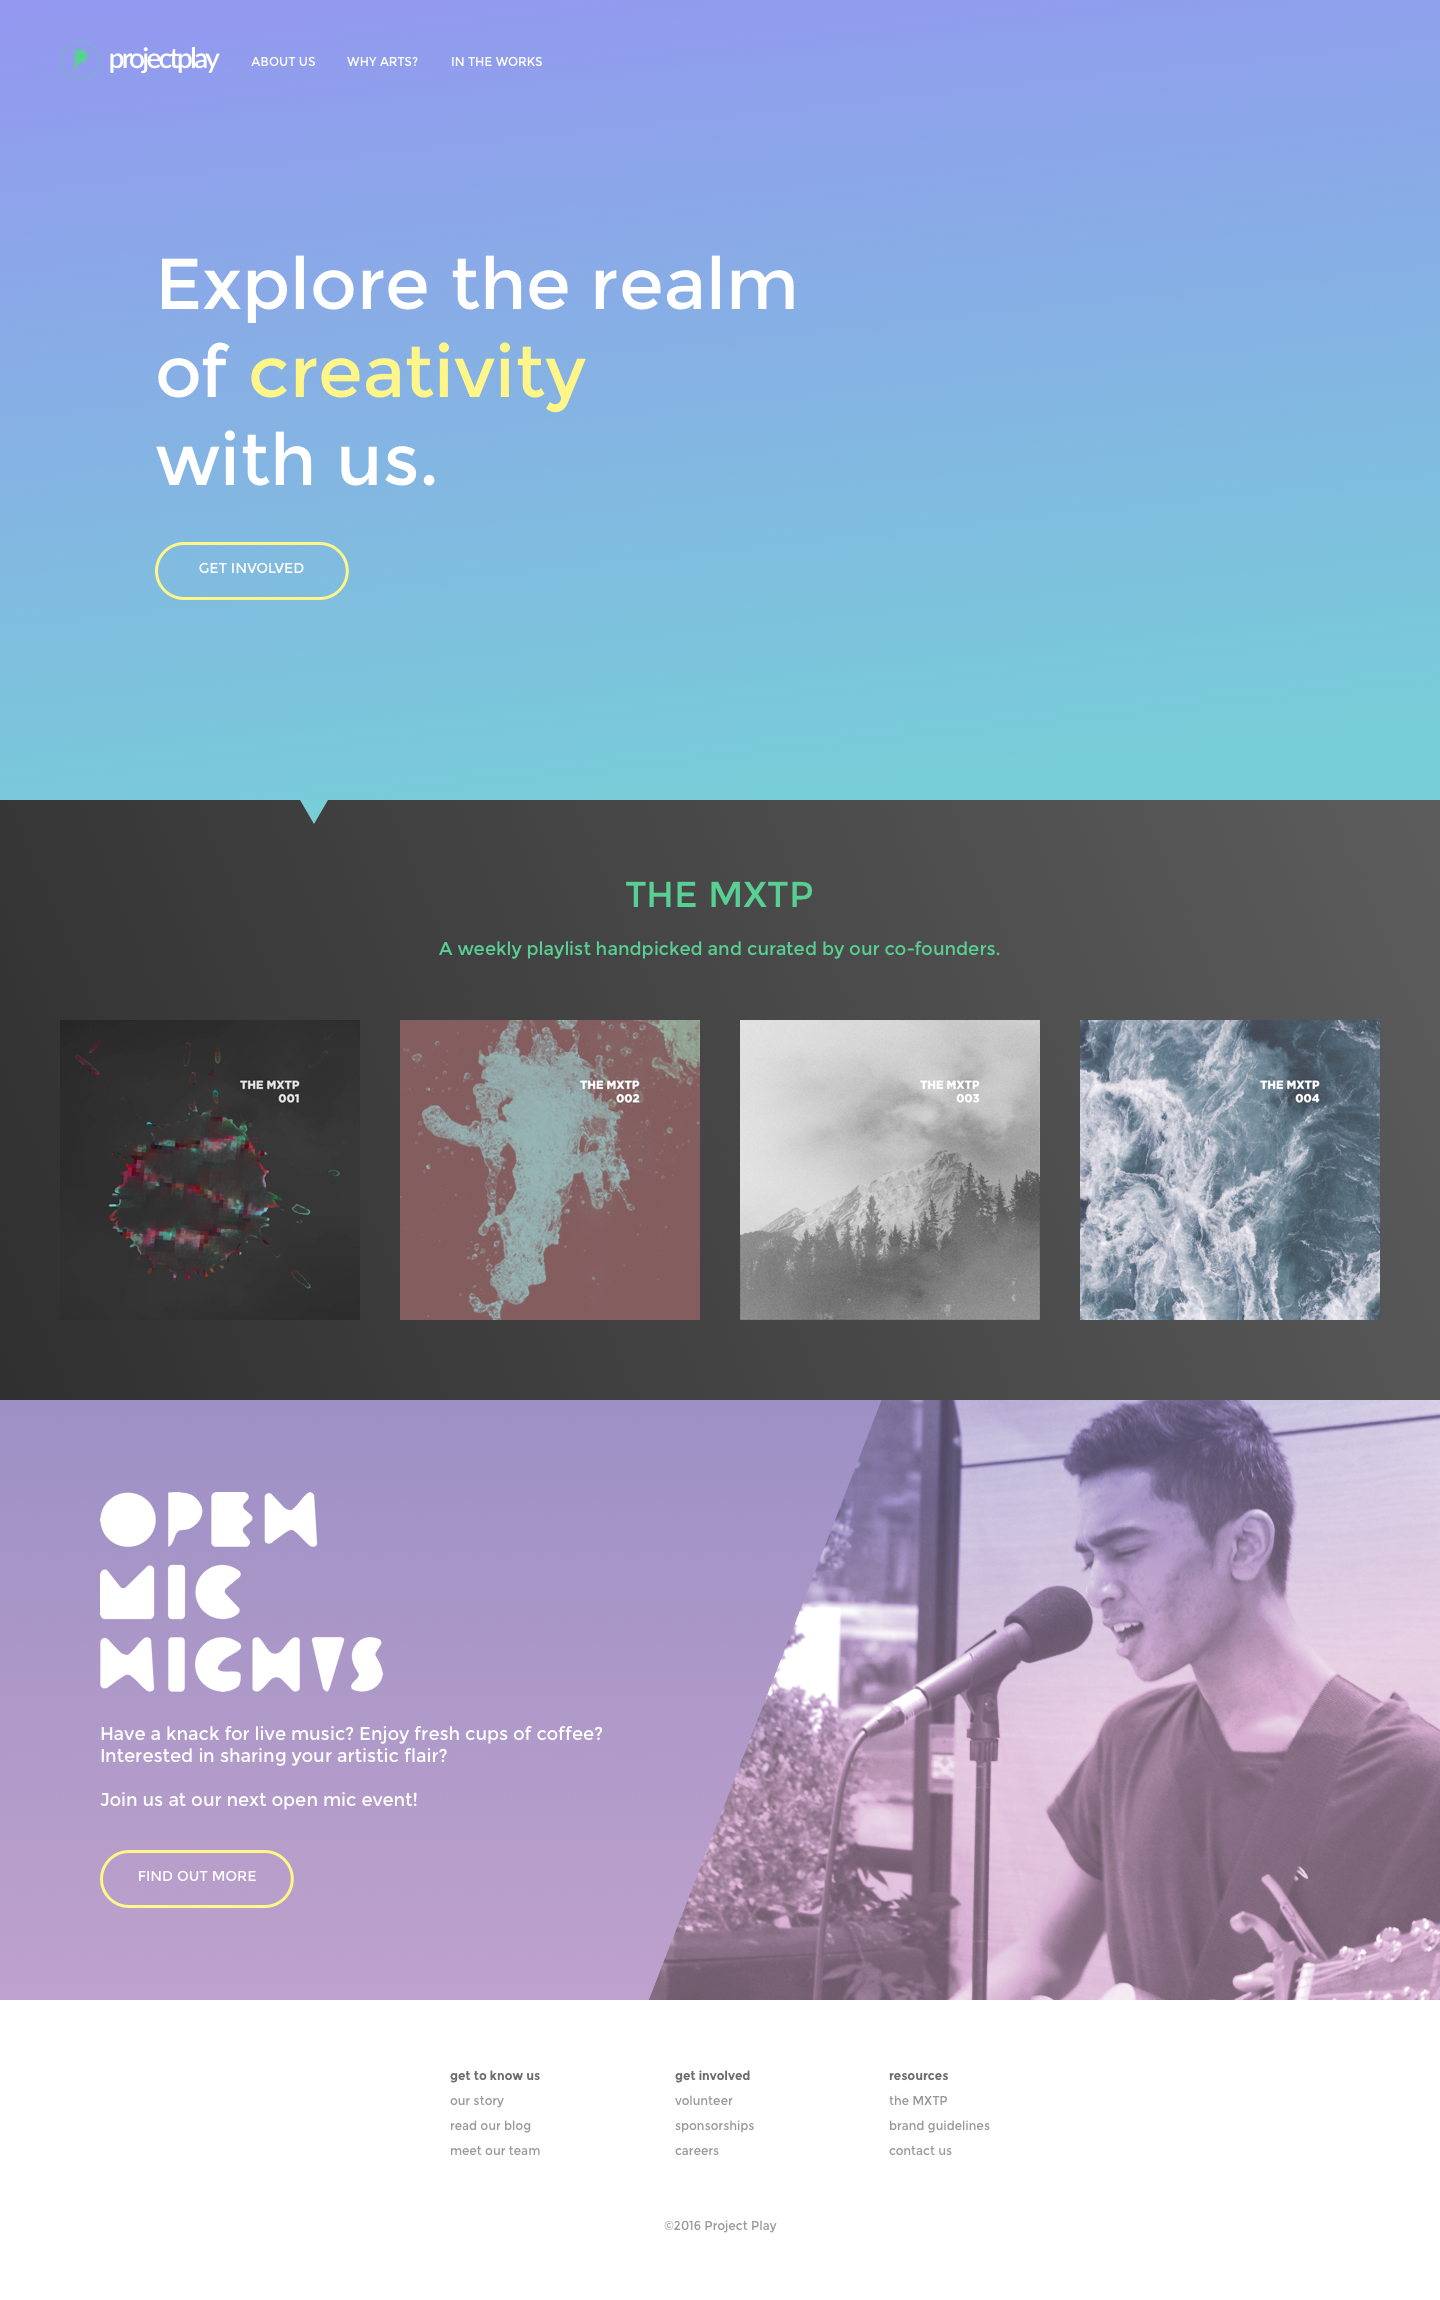 projectplay
ABOUT US
WHY ARTS?
IN THE WORKS
Explore the realm
of creativity
with us.
GET INVOLVED
THE MXTP
A weekly playlist handpicked and curated by our co-founders.
THE MXTP
001
THE MXTP
002
THE MXTP
003
THE MXTP
004
OPEN
MIC
NIGHTS
Have a knack for live music? Enjoy fresh cups of coffee?
Interested in sharing your artistic flair?
Join us at our next open mic event!
FIND OUT MORE
get to know us
our story
read our blog
meet our team
get involved
volunteer
sponsorships
careers
resources
the MXTP
brand guidelines
contact us
©2016 Project Play